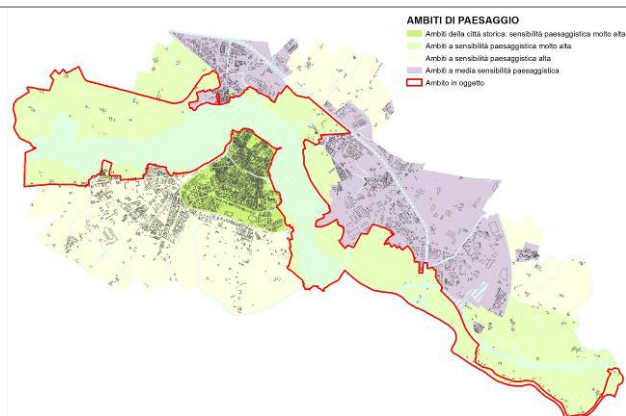 AMBITI DI PAESAGGIO
Ambiti della città storica: sensibilità paesaggistica molto alta
Ambiti a sensibilità paesaggistica molto alta
Ambiti a sensibilità paesaggistica alta
Ambiti a media sensibilità paesaggistica
Ambito in oggetto